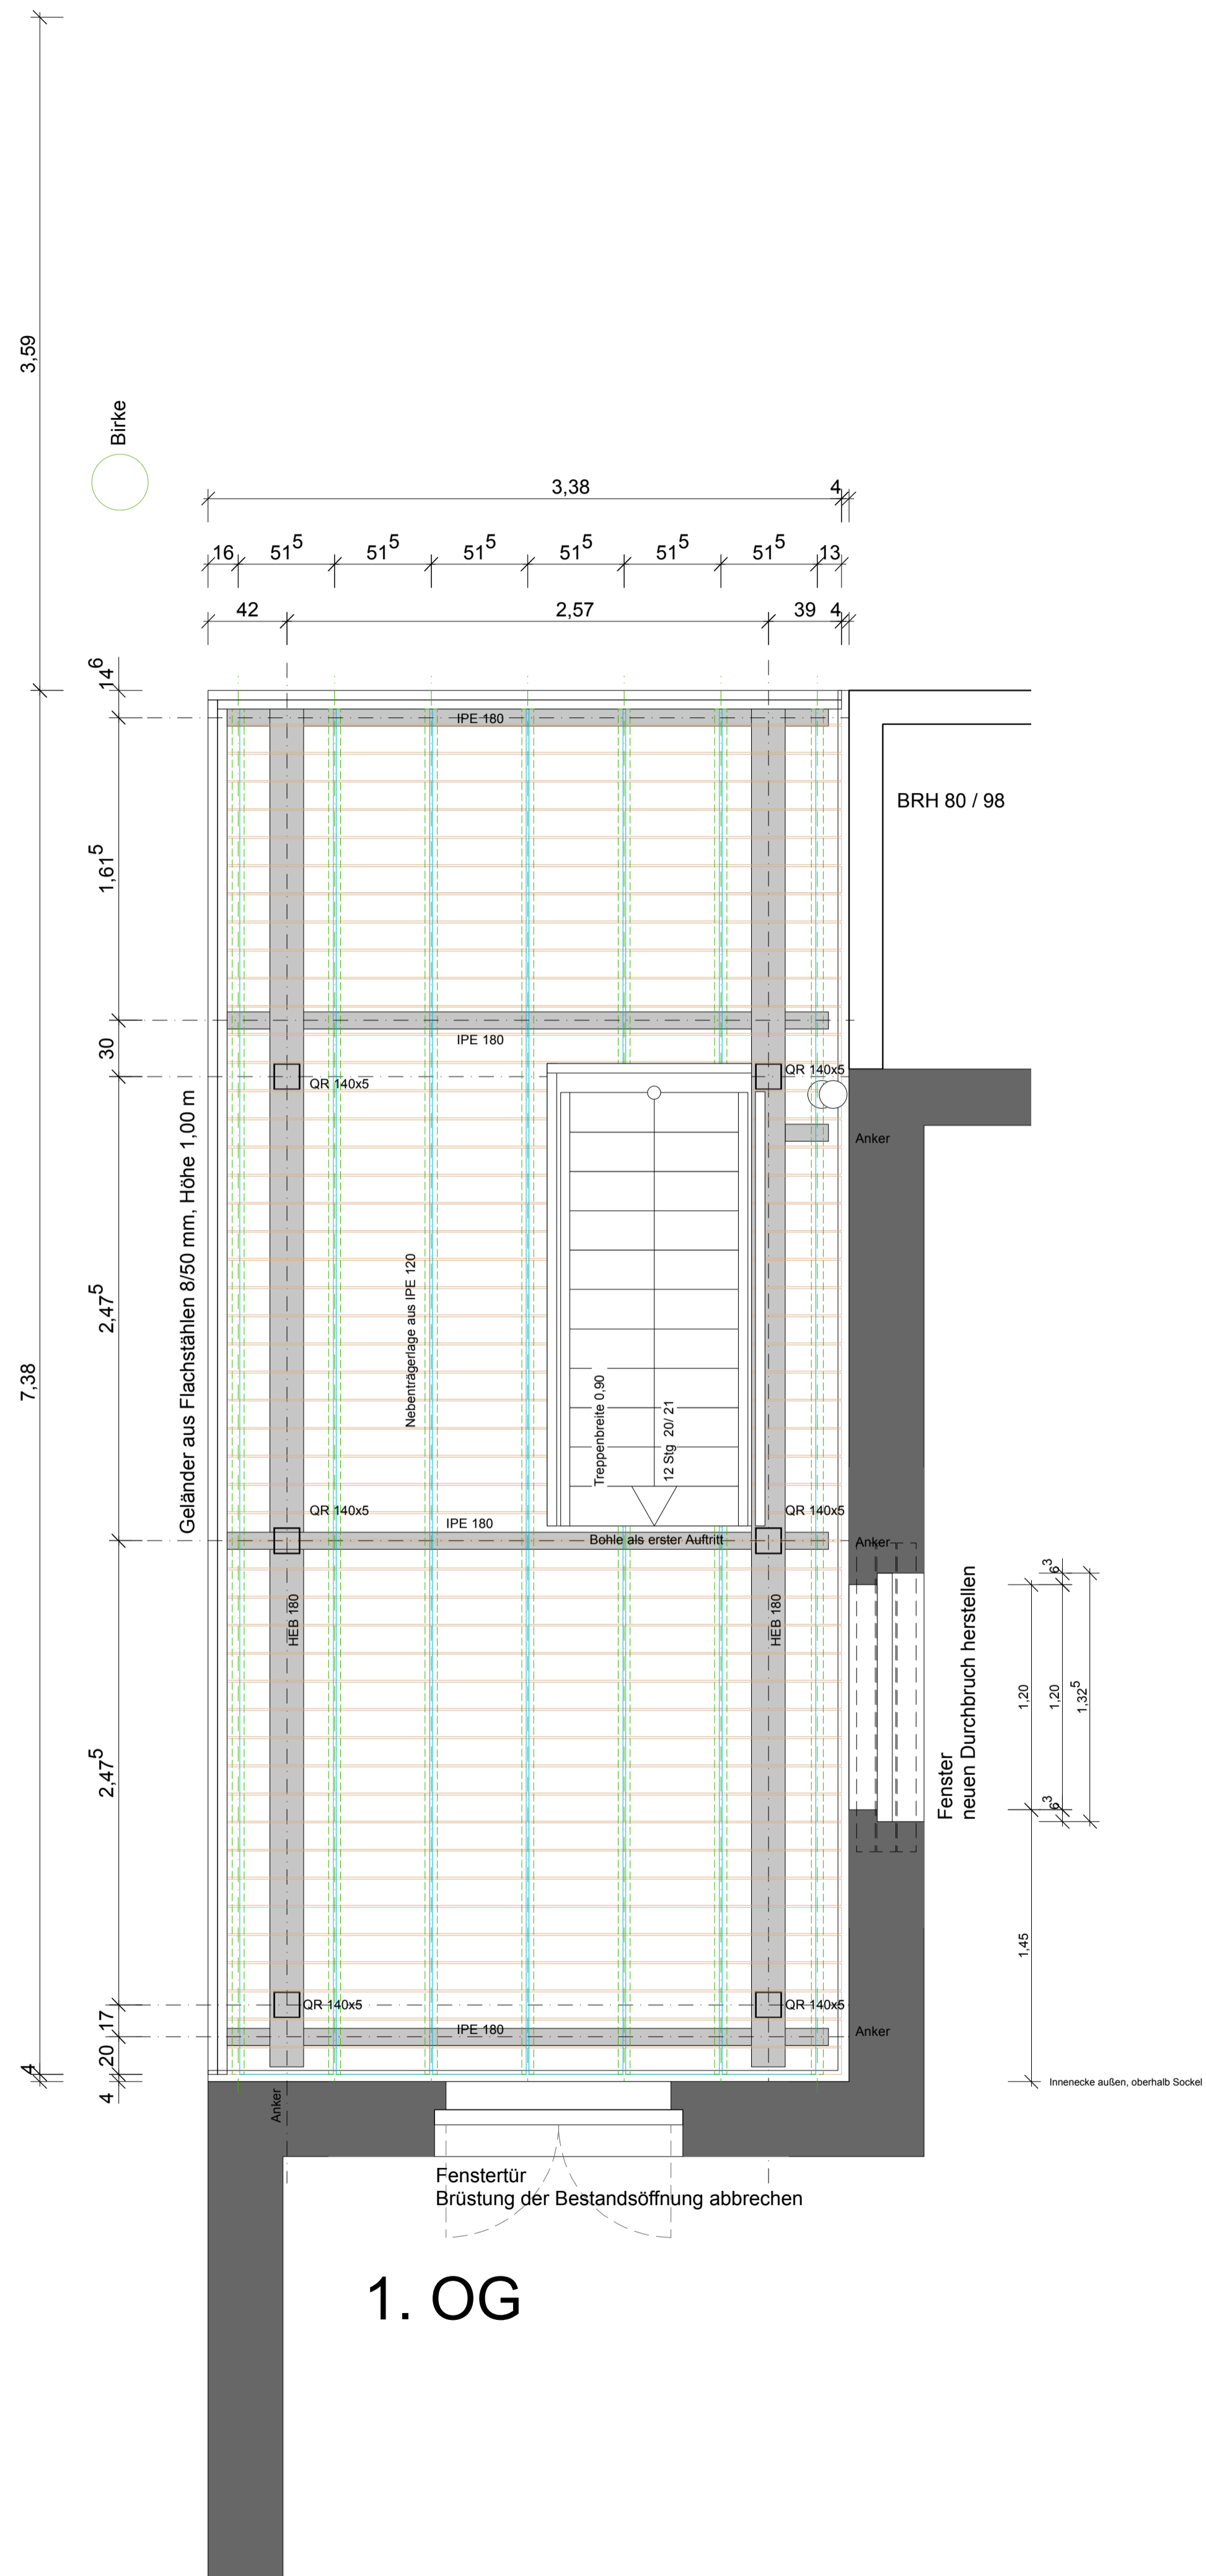 3,59
Birke
3,38 4
16 51⁵ 51⁵ 51⁵ 51⁵ 51⁵ 51⁵ 13
42 2,57 39 4
14⁶
IPE 180
BRH 80 / 98
1,61⁵
IPE 180
30
QR 140x5
QR 140x5
Anker
Geländer aus Flachstählen 8/50 mm, Höhe 1,00 m
Nebenträgerlage aus IPE 120
2,47⁵
7,38
Treppenbreite 0,90
12 Stg 20/ 21
QR 140x5
IPE 180
QR 140x5
Bohle als erster Auftritt
Anker
HEB 180
HEB 180
Fenster
neuen Durchbruch herstellen
6³
1,20
1,20
1,32⁵
6³
2,47⁵
1,45
QR 140x5
QR 140x5
17
IPE 180
Anker
20
4
4
Anker
Innenecke außen, oberhalb Sockel
Fenstertür
Brüstung der Bestandsöffnung abbrechen
1. OG